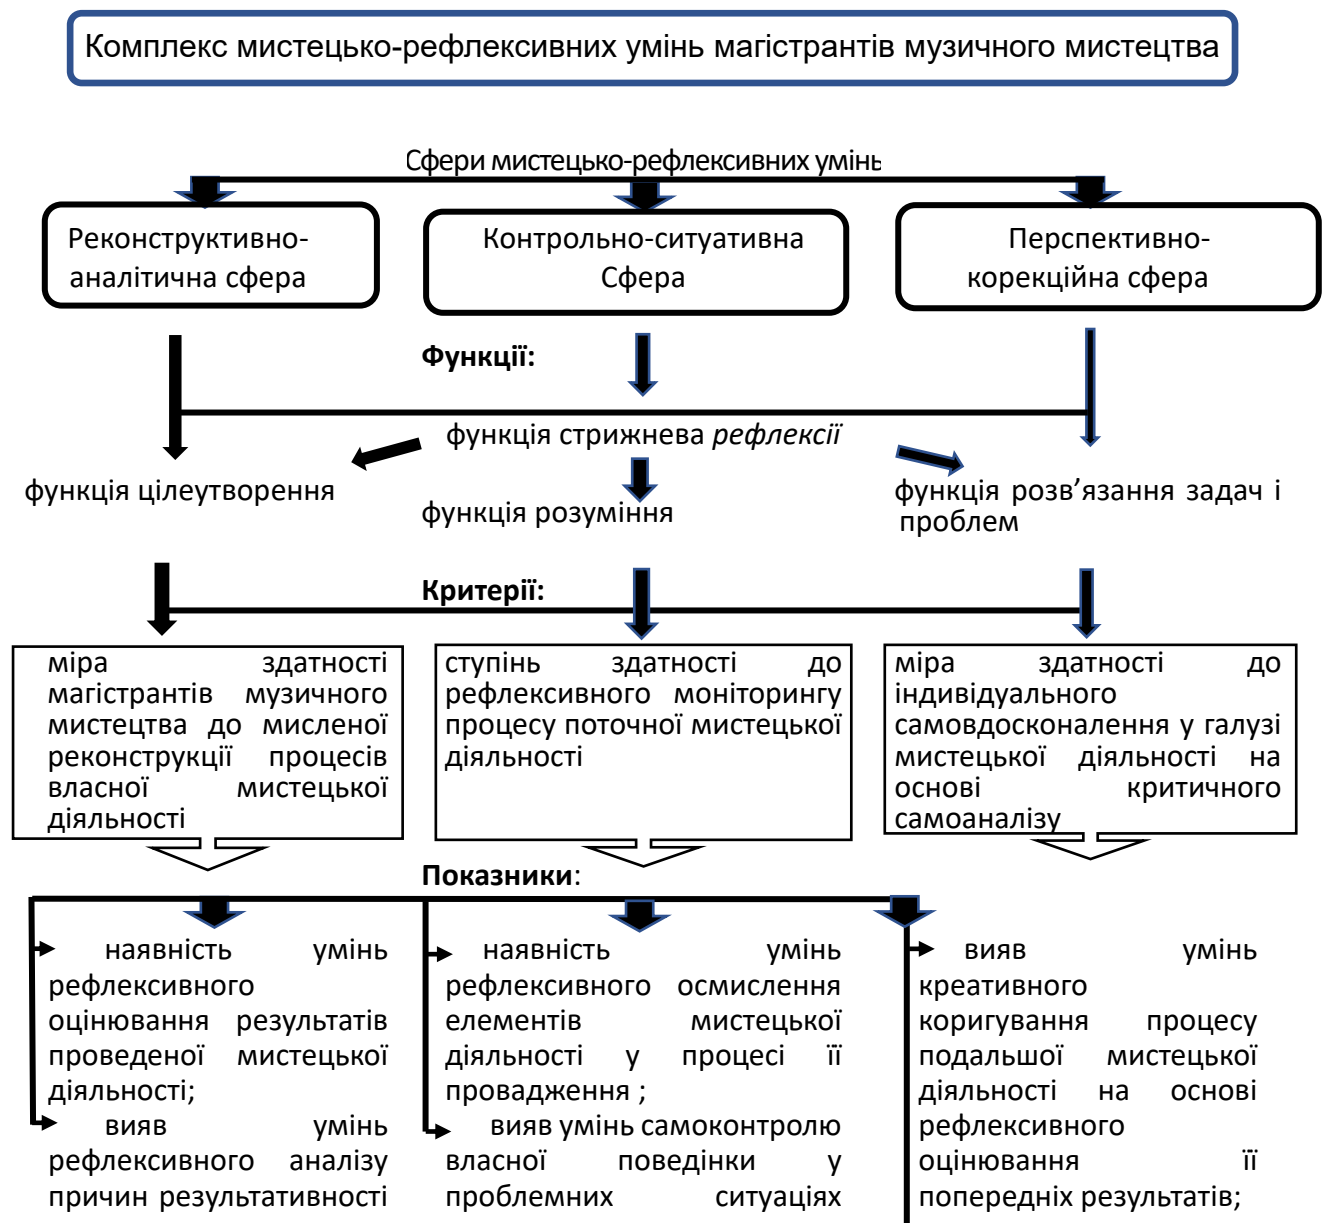 Комплекс мистецько-рефлексивних умінь магістрантів музичного мистецтва
Сфери мистецько-рефлексивних умінь
Реконструктивно-
аналітична сфера
Контрольно-ситуативна
Сфера
Перспективно-
корекційна сфера
Функції:
функція стрижнева рефлексії
функція цілеутворення
функція розуміння
функція розв’язання задач і
проблем
Критерії:
міра здатності
магістрантів музичного
мистецтва до мисленої
реконструкції процесів
власної мистецької
діяльності
ступінь здатності до
рефлексивного моніторингу
процесу поточної мистецької
діяльності
міра здатності до
індивідуального
самовдосконалення у галузі
мистецької діяльності на
основі критичного
самоаналізу
Показники:
наявність умінь
рефлексивного
оцінювання результатів
проведеної мистецької
діяльності;
вияв умінь
рефлексивного аналізу
причин результативності
наявність умінь
рефлексивного осмислення
елементів мистецької
діяльності у процесі її
провадження ;
вияв умінь самоконтролю
власної поведінки у
проблемних ситуаціях
вияв умінь
креативного
коригування процесу
подальшої мистецької
діяльності на основі
рефлексивного
оцінювання її
попередніх результатів;